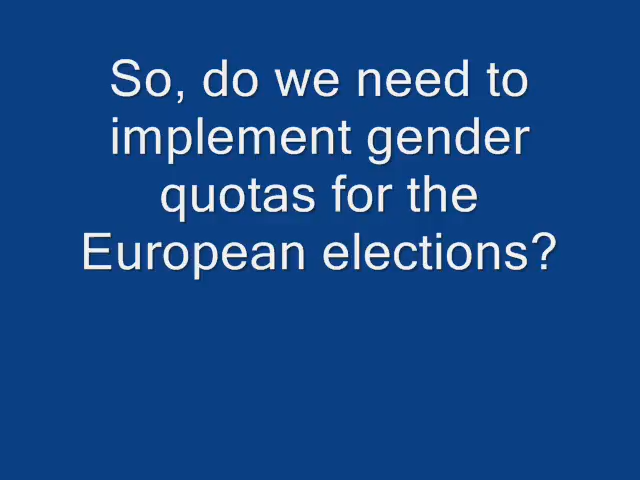 So, do we need to
implement gender
quotas for the
European elections?